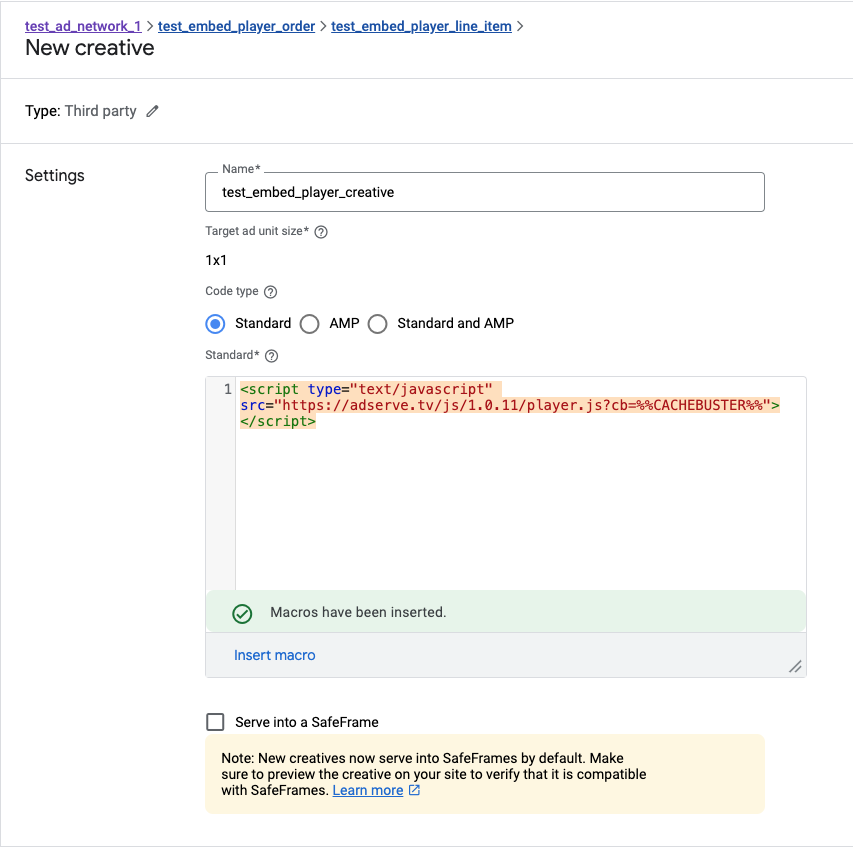 test_ad_network_1 > test_embed_player_order > test_embed_player_line_item >
New creative
Type: Third party
Settings
Name*
test_embed_player_creative
Target ad unit size*
1x1
Code type
Standard AMP Standard and AMP
Standard*
1 <script type="text/javascript"
src="https://adserve.tv/js/1.0.11/player.js?cb=%%CACHEBUSTER%%">
</script>
Macros have been inserted.
Insert macro
Serve into a SafeFrame
Note: New creatives now serve into SafeFrames by default. Make
sure to preview the creative on your site to verify that it is compatible
with SafeFrames. Learn more